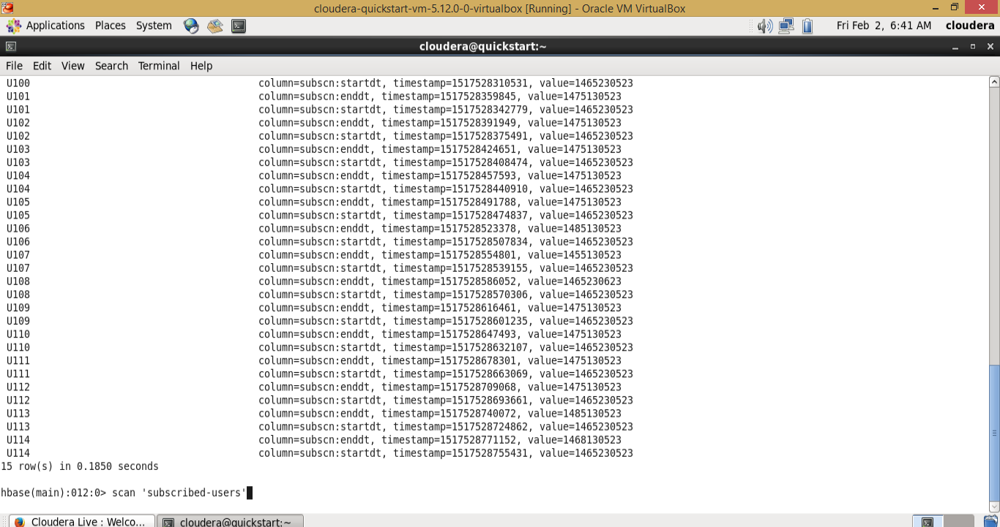 cloudera-quickstart-vm-5.12.0-0-virtualbox [Running] - Oracle VM VirtualBox
Applications Places System Fri Feb 2, 6:41 AM cloudera
cloudera@quickstart:~
File Edit View Search Terminal Help
U100 column=subscn:startdt, timestamp=1517528310531, value=1465230523
U101 column=subscn:enddt, timestamp=1517528359845, value=1475130523
U101 column=subscn:startdt, timestamp=1517528342779, value=1465230523
U102 column=subscn:enddt, timestamp=1517528391949, value=1475130523
U102 column=subscn:startdt, timestamp=1517528375491, value=1465230523
U103 column=subscn:enddt, timestamp=1517528424651, value=1475130523
U103 column=subscn:startdt, timestamp=1517528408474, value=1465230523
U104 column=subscn:enddt, timestamp=1517528457593, value=1475130523
U104 column=subscn:startdt, timestamp=1517528440910, value=1465230523
U105 column=subscn:enddt, timestamp=1517528491788, value=1475130523
U105 column=subscn:startdt, timestamp=1517528474837, value=1465230523
U106 column=subscn:enddt, timestamp=1517528523378, value=1485130523
U106 column=subscn:startdt, timestamp=1517528507834, value=1465230523
U107 column=subscn:enddt, timestamp=1517528554801, value=1455130523
U107 column=subscn:startdt, timestamp=1517528539155, value=1465230523
U108 column=subscn:enddt, timestamp=1517528586052, value=1465230623
U108 column=subscn:startdt, timestamp=1517528570306, value=1465230523
U109 column=subscn:enddt, timestamp=1517528616461, value=1475130523
U109 column=subscn:startdt, timestamp=1517528601235, value=1465230523
U110 column=subscn:enddt, timestamp=1517528647493, value=1475130523
U110 column=subscn:startdt, timestamp=1517528632107, value=1465230523
U111 column=subscn:enddt, timestamp=1517528678301, value=1475130523
U111 column=subscn:startdt, timestamp=1517528663069, value=1465230523
U112 column=subscn:enddt, timestamp=1517528709068, value=1475130523
U112 column=subscn:startdt, timestamp=1517528693661, value=1465230523
U113 column=subscn:enddt, timestamp=1517528740072, value=1485130523
U113 column=subscn:startdt, timestamp=1517528724862, value=1465230523
U114 column=subscn:enddt, timestamp=1517528771152, value=1468130523
U114 column=subscn:startdt, timestamp=1517528755431, value=1465230523
15 row(s) in 0.1850 seconds
hbase(main):012:0> scan 'subscribed-users'
Cloudera Live : Welco... cloudera@quickstart:~